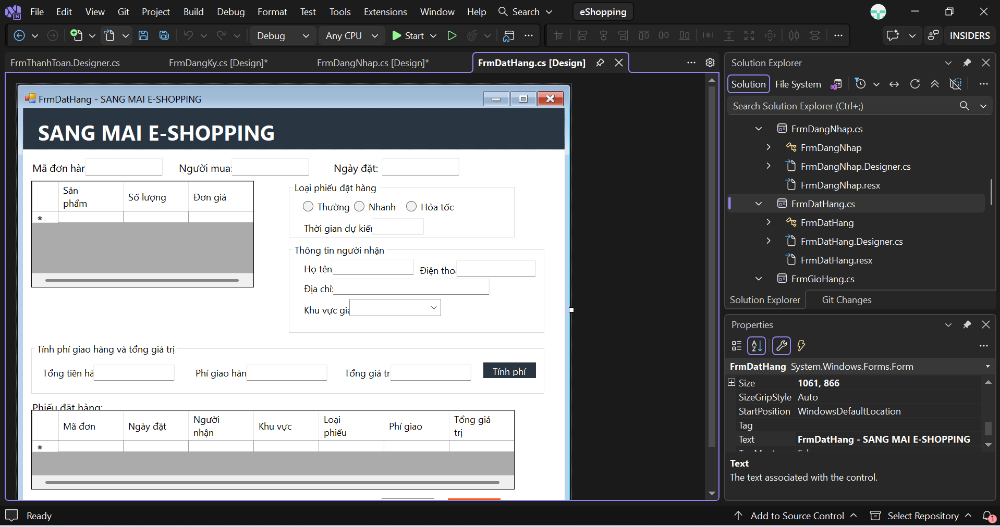 File Edit View Git Project Build Debug Format Test Tools Extensions Window Help Search eShopping
Debug Any CPU Start INSIDERS
FrmThanhToan.Designer.cs FrmDangKy.cs [Design]* FrmDangNhap.cs [Design]* FrmDatHang.cs [Design]
FrmDatHang - SANG MAI E-SHOPPING
SANG MAI E-SHOPPING
Mã đơn hàr Người mua: Ngày đặt:
Sản phẩm Số lượng Đơn giá
*
Loại phiếu đặt hàng
Thường Nhanh Hỏa tốc
Thời gian dự kiến
Thông tin người nhận
Họ tên Điện thoạ
Địa chỉ:
Khu vực gia
Tính phí giao hàng và tổng giá trị
Tổng tiền hà Phí giao hàn Tổng giá tr Tính phí
Phiếu đặt hàng:
Mã đơn Ngày đặt Người nhận Khu vực Loại phiếu Phí giao Tổng giá trị
*
Solution Explorer
Solution File System
Search Solution Explorer (Ctrl+;)
FrmDangNhap.cs
FrmDangNhap
FrmDangNhap.Designer.cs
FrmDangNhap.resx
FrmDatHang.cs
FrmDatHang
FrmDatHang.Designer.cs
FrmDatHang.resx
FrmGioHang.cs
Solution Explorer Git Changes
Properties
FrmDatHang System.Windows.Forms.Form
Size 1061, 866
SizeGripStyle Auto
StartPosition WindowsDefaultLocation
Tag
Text FrmDatHang - SANG MAI E-SHOPPING
Text
The text associated with the control.
Ready Add to Source Control Select Repository 1